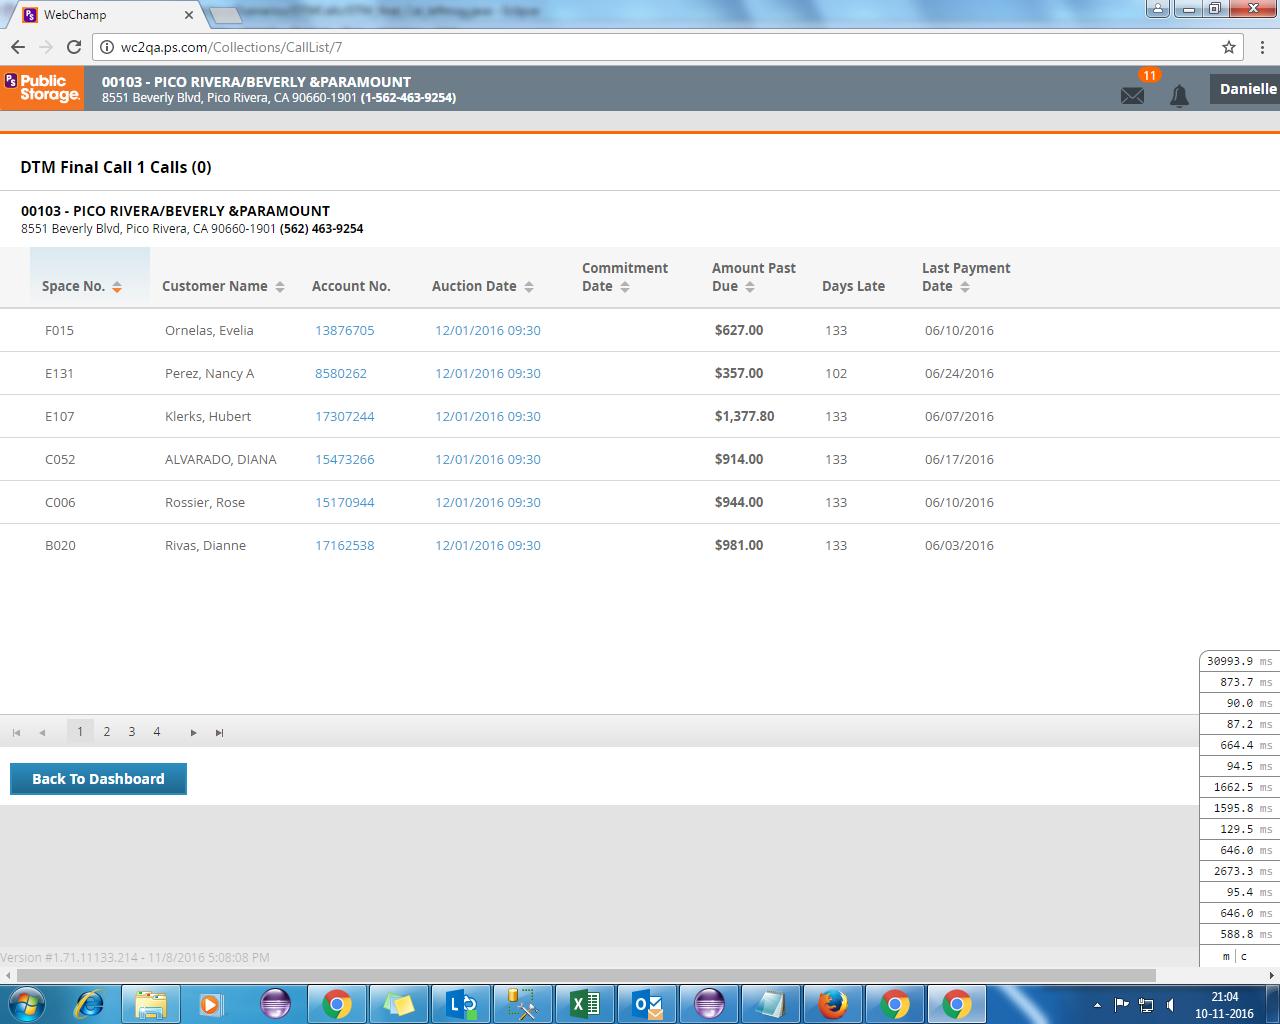 WebChamp
wc2qa.ps.com/Collections/CallList/7
PS Public Storage.
00103 - PICO RIVERA/BEVERLY &PARAMOUNT
8551 Beverly Blvd, Pico Rivera, CA 90660-1901 (1-562-463-9254)
11
Danielle
DTM Final Call 1 Calls (0)
00103 - PICO RIVERA/BEVERLY &PARAMOUNT
8551 Beverly Blvd, Pico Rivera, CA 90660-1901 (562) 463-9254
Space No. Customer Name Account No. Auction Date Commitment Date Amount Past Due Days Late Last Payment Date
F015 Ornelas, Evelia 13876705 12/01/2016 09:30 $627.00 133 06/10/2016
E131 Perez, Nancy A 8580262 12/01/2016 09:30 $357.00 102 06/24/2016
E107 Klerks, Hubert 17307244 12/01/2016 09:30 $1,377.80 133 06/07/2016
C052 ALVARADO, DIANA 15473266 12/01/2016 09:30 $914.00 133 06/17/2016
C006 Rossier, Rose 15170944 12/01/2016 09:30 $944.00 133 06/10/2016
B020 Rivas, Dianne 17162538 12/01/2016 09:30 $981.00 133 06/03/2016
30993.9 ms
873.7 ms
90.0 ms
87.2 ms
664.4 ms
94.5 ms
1662.5 ms
1595.8 ms
129.5 ms
646.0 ms
2673.3 ms
95.4 ms
646.0 ms
588.8 ms
m | c
1 2 3 4
Back To Dashboard
Version #1.71.11133.214 - 11/8/2016 5:08:08 PM
21:04
10-11-2016